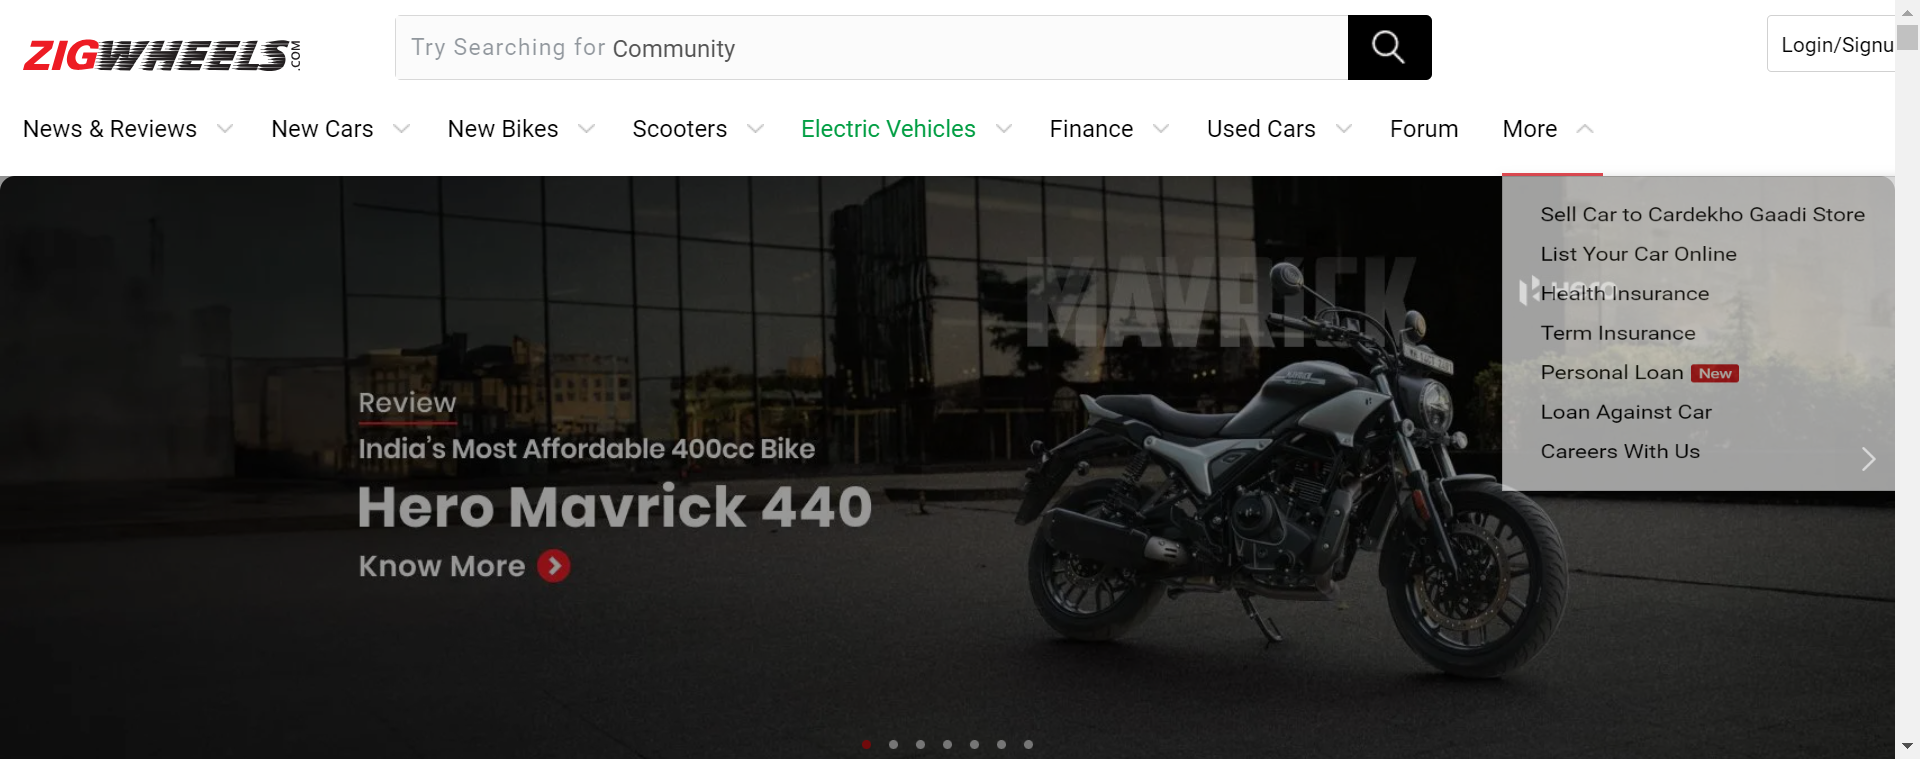 ZIGWHEELS.COM
Try Searching for Community
Login/Signu
News & Reviews New Cars New Bikes Scooters Electric Vehicles Finance Used Cars Forum More
Sell Car to Cardekho Gaadi Store
List Your Car Online
Health Insurance
Term Insurance
Personal Loan New
Loan Against Car
Careers With Us
MAVRICK
Hero
Review
India's Most Affordable 400cc Bike
Hero Mavrick 440
Know More